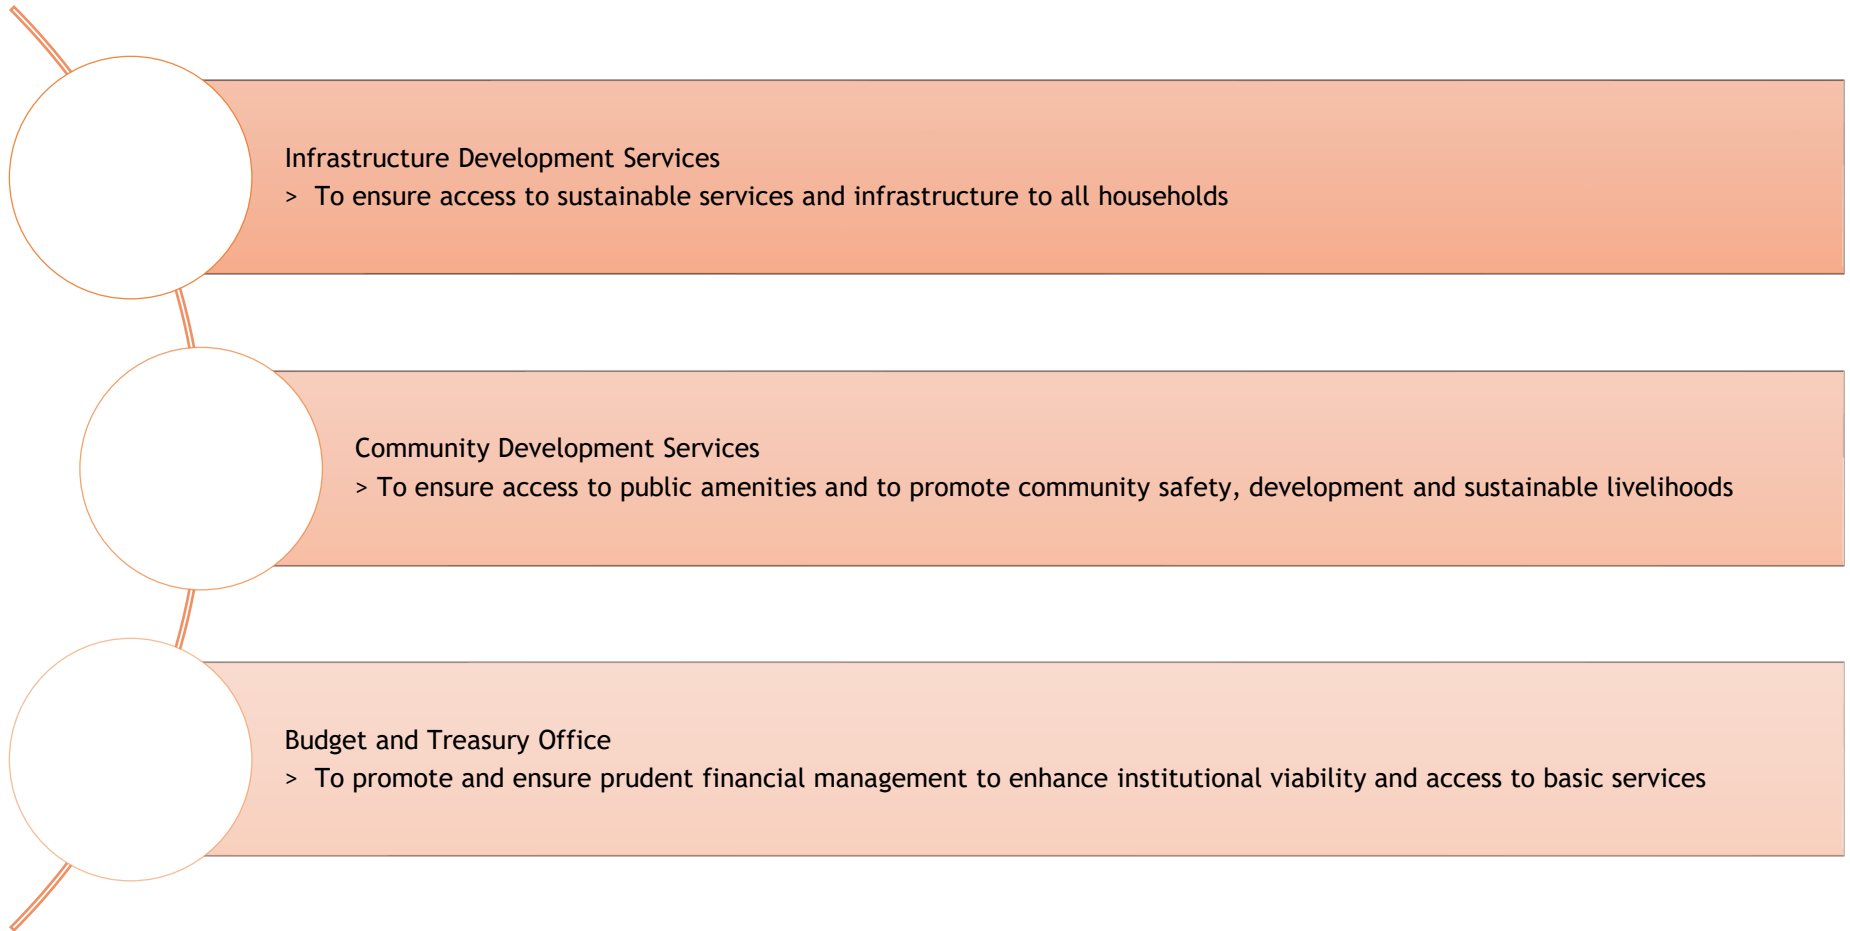 Infrastructure Development Services
> To ensure access to sustainable services and infrastructure to all households
Community Development Services
> To ensure access to public amenities and to promote community safety, development and sustainable livelihoods
Budget and Treasury Office
> To promote and ensure prudent financial management to enhance institutional viability and access to basic services